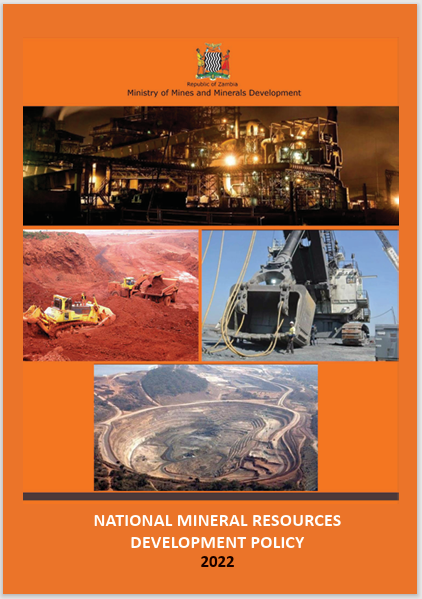 Republic of Zambia
Ministry of Mines and Minerals Development
NATIONAL MINERAL RESOURCES
DEVELOPMENT POLICY
2022